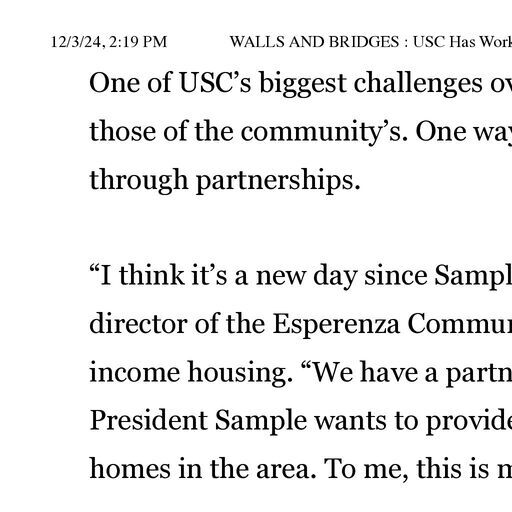 12/3/24, 2:19 PM WALLS AND BRIDGES : USC Has Work
One of USC’s biggest challenges ov
those of the community’s. One way
through partnerships.
“I think it’s a new day since Sampl
director of the Esperenza Commun
income housing. “We have a partn
President Sample wants to provide
homes in the area. To me, this is m